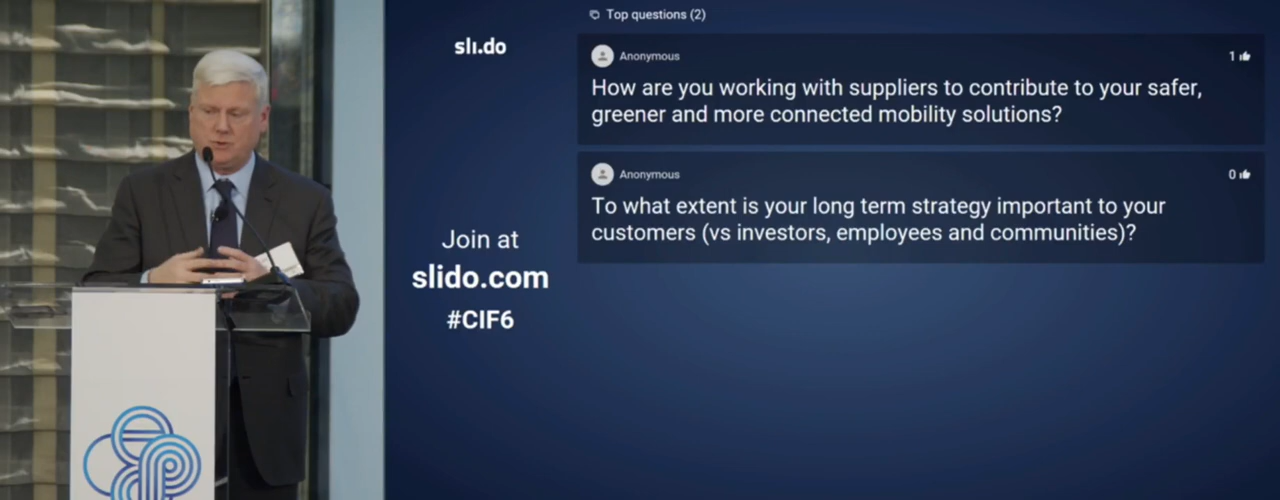 Top questions (2)
sli.do
Anonymous
1
How are you working with suppliers to contribute to your safer,
greener and more connected mobility solutions?
Anonymous
0
To what extent is your long term strategy important to your
customers (vs investors, employees and communities)?
Join at
slido.com
#CIF6